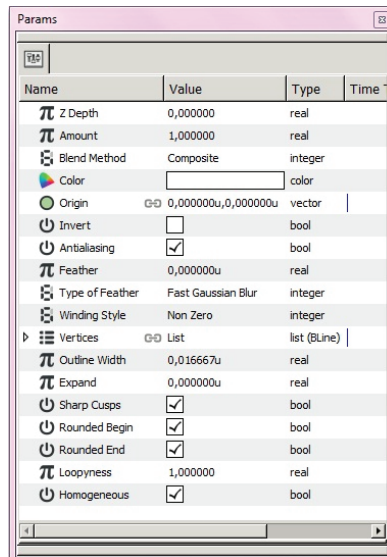 Params
Name Value Type Time T
Z Depth 0,000000 real
Amount 1,000000 real
Blend Method Composite integer
Color color
Origin 0,000000u,0,000000u vector
Invert bool
Antialiasing bool
Feather 0,000000u real
Type of Feather Fast Gaussian Blur integer
Winding Style Non Zero integer
Vertices List list (BLine)
Outline Width 0,016667u real
Expand 0,000000u real
Sharp Cusps bool
Rounded Begin bool
Rounded End bool
Loopyness 1,000000 real
Homogeneous bool